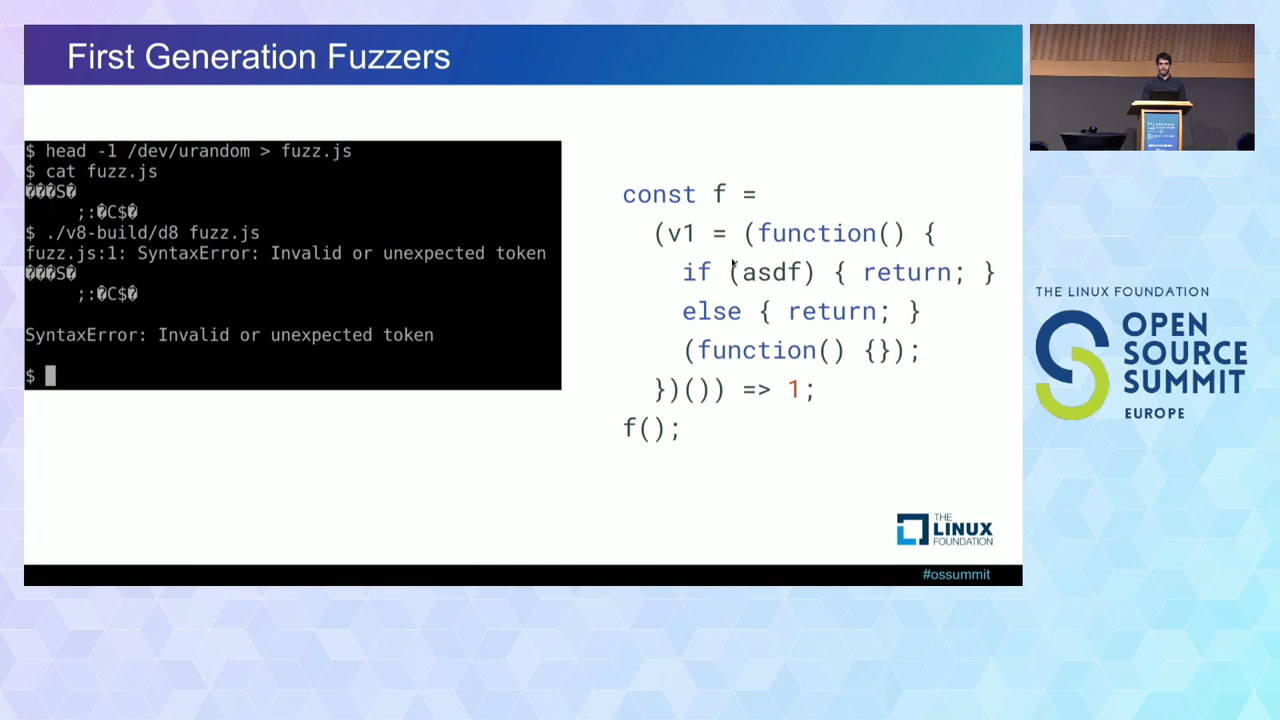 First Generation Fuzzers
$ head -1 /dev/urandom > fuzz.js
$ cat fuzz.js
���S�
;:�C$�
$ ./v8-build/d8 fuzz.js
fuzz.js:1: SyntaxError: Invalid or unexpected token
���S�
;:�C$�
SyntaxError: Invalid or unexpected token
$
const f =
(v1 = (function() {
if (asdf) { return; }
else { return; }
(function() {});
})()) => 1;
f();
THE
LINUX
FOUNDATION
#ossummit
THE LINUX FOUNDATION
OPEN
SOURCE
SUMMIT
EUROPE